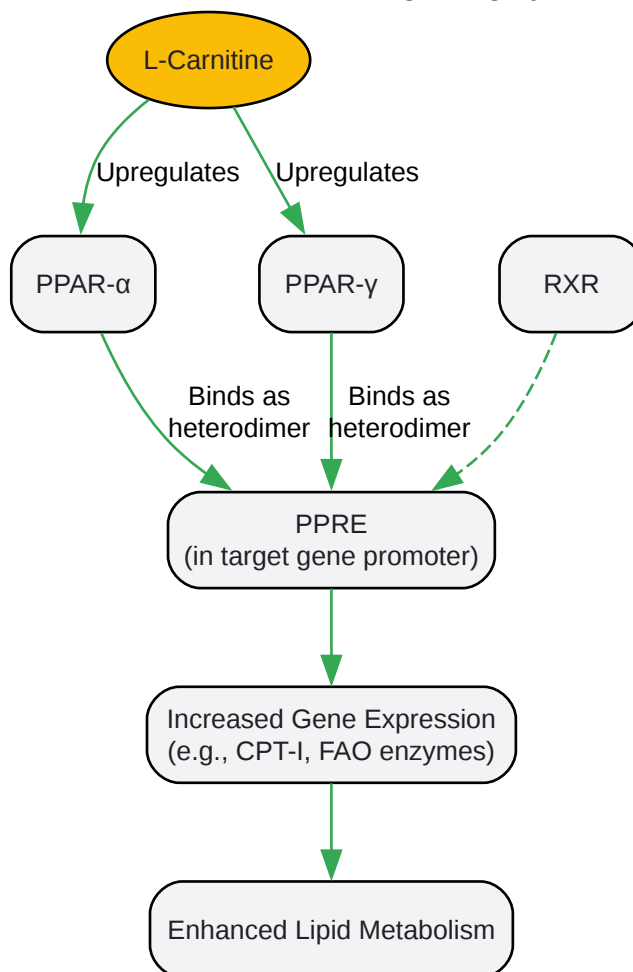 L-Carnitine
Upregulates
Upregulates
PPAR-α
PPAR-γ
RXR
Binds as
heterodimer
Binds as
heterodimer
PPRE
(in target gene promoter)
Increased Gene Expression
(e.g., CPT-I, FAO enzymes)
Enhanced Lipid Metabolism